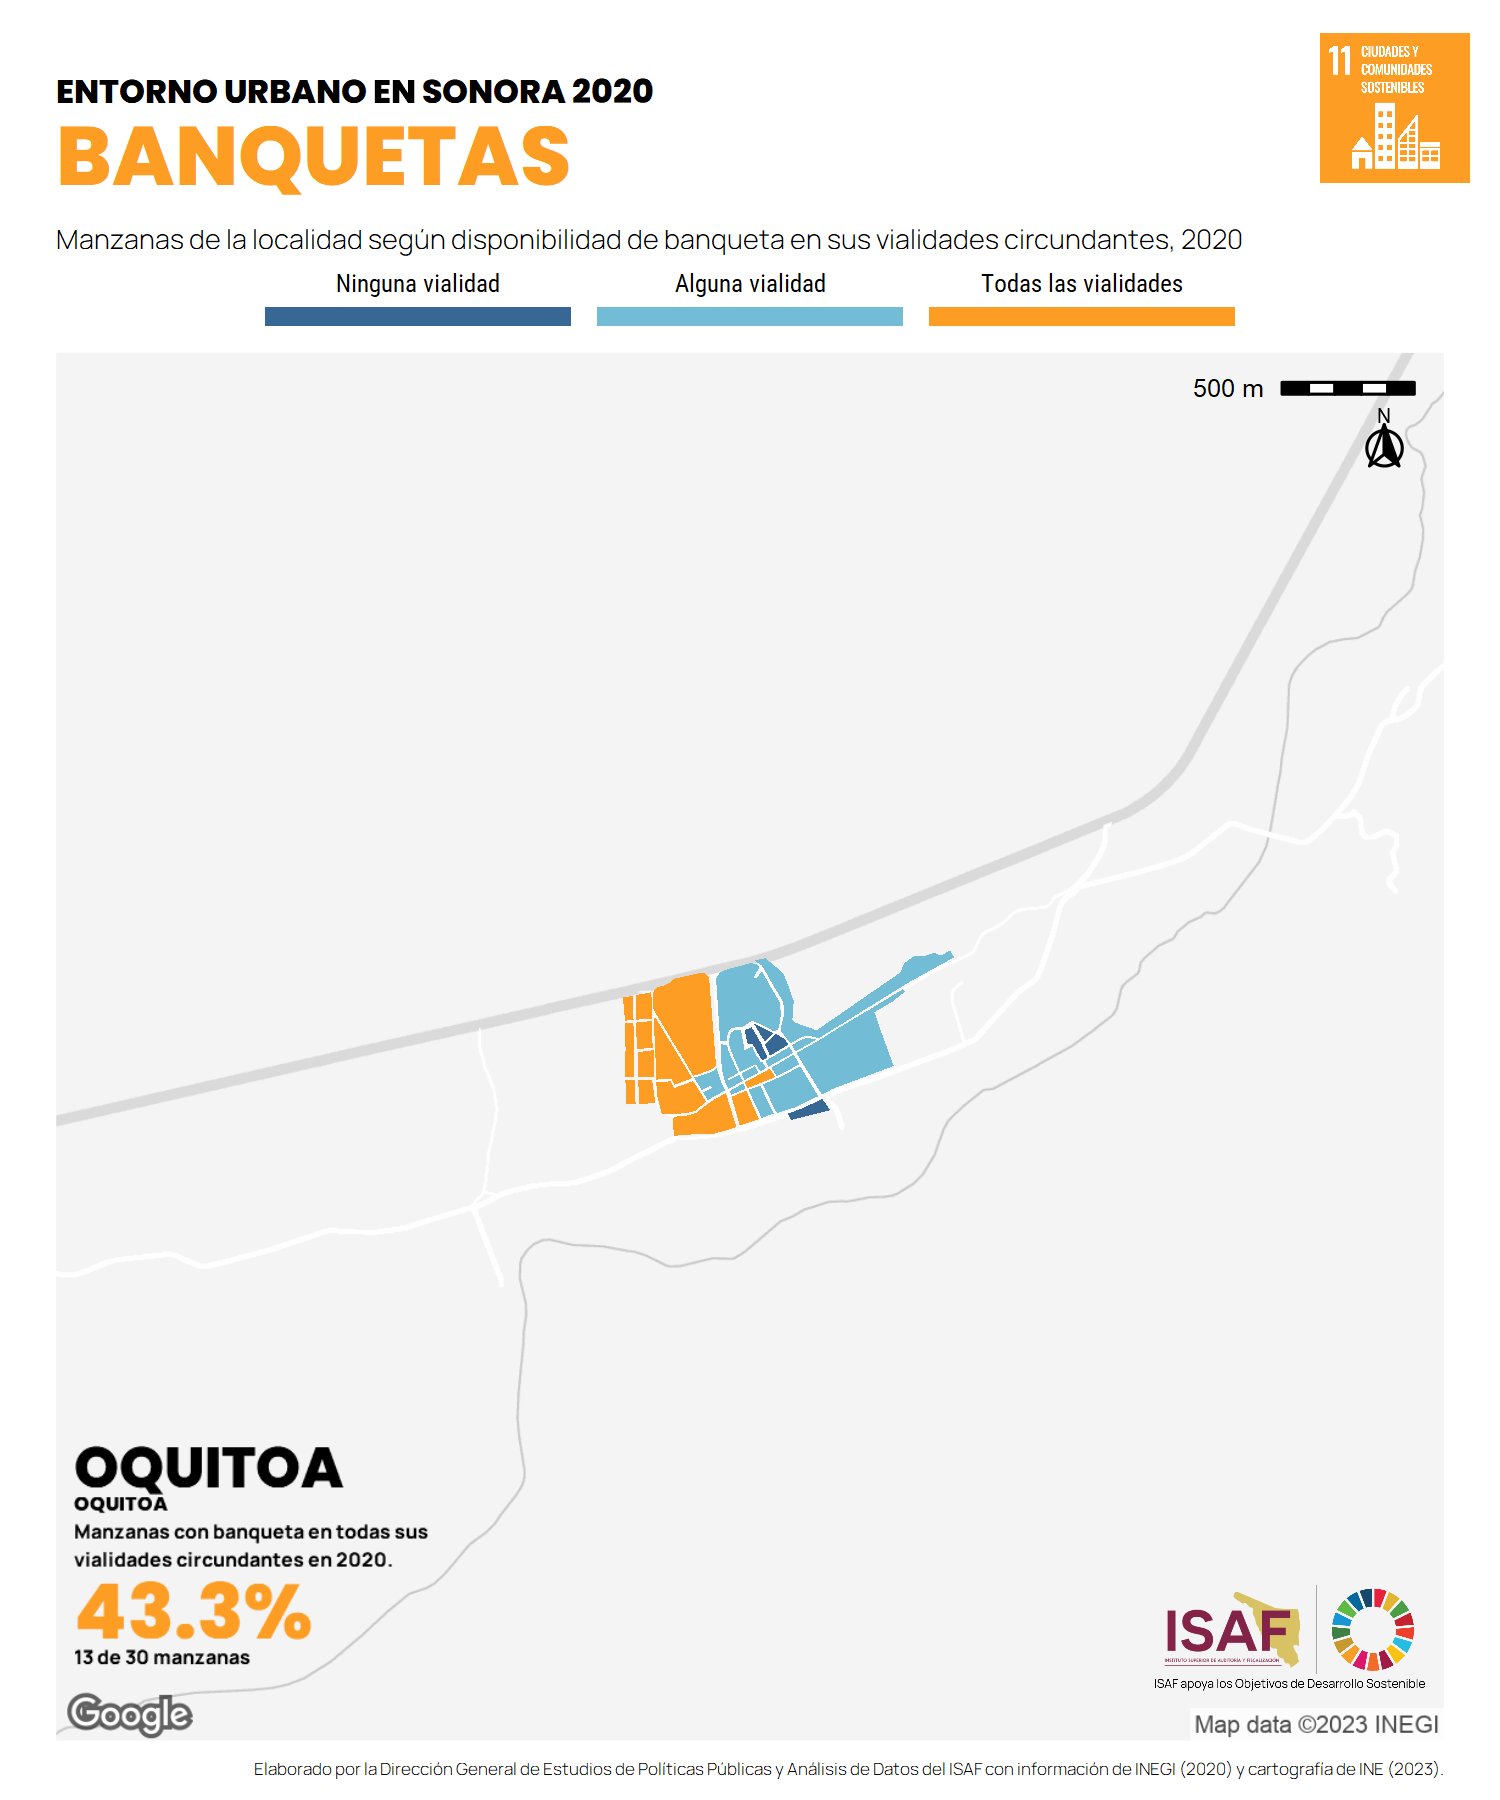 11 CIUDADES Y
COMUNIDADES
SOSTENIBLES
ENTORNO URBANO EN SONORA 2020
BANQUETAS
Manzanas de la localidad según disponibilidad de banqueta en sus vialidades circundantes, 2020
Ninguna vialidad
Alguna vialidad
Todas las vialidades
500 m
N
OQUITOA
OQUITOA
Manzanas con banqueta en todas sus
vialidades circundantes en 2020.
43.3%
13 de 30 manzanas
Google
ISAF
INSTITUTO SUPERIOR DE AUDITORÍA Y FISCALIZACIÓN
ISAF apoya los Objetivos de Desarrollo Sostenible
Map data ©2023 INEGI
Elaborado por la Dirección General de Estudios de Políticas Públicas y Análisis de Datos del ISAF con información de INEGI (2020) y cartografía de INE (2023).